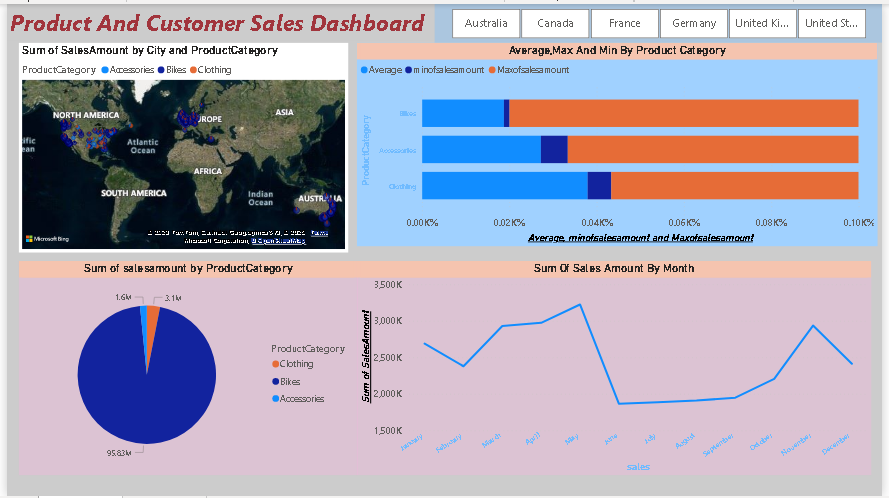 Product And Customer Sales Dashboard
Australia
Canada
France
Germany
United Ki...
United St...
Sum of SalesAmount by City and ProductCategory
ProductCategory
Accessories
Bikes
Clothing
NORTH AMERICA
EUROPE
ASIA
Atlantic
Ocean
AFRICA
SOUTH AMERICA
Indian
Ocean
Microsoft Bing
Terms
Average,Max And Min By Product Category
Average
minofsalesamount
Maxofsalesamount
ProductCategory
Bikes
Accessories
Clothing
0.00K%
0.02K%
0.04K%
0.06K%
0.08K%
0.10K%
Average, minofsalesamount and Maxofsalesamount
Sum of salesamount by ProductCategory
1.6M
3.1M
95.83M
ProductCategory
Clothing
Bikes
Accessories
Sum Of Sales Amount By Month
Sum of SalesAmount
3,500K
3,000K
2,500K
2,000K
1,500K
January
February
March
April
May
June
July
August
September
October
November
December
sales